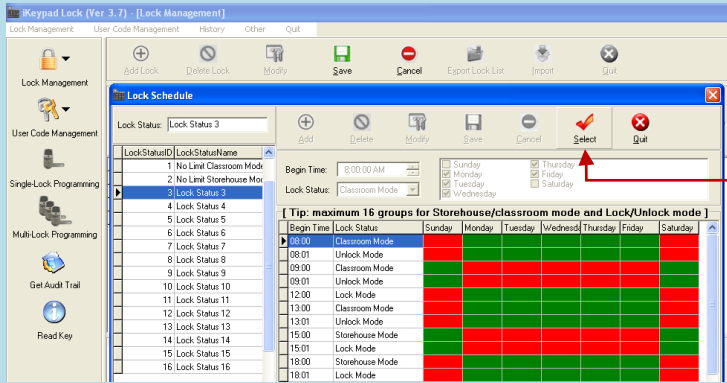 iKeypad Lock (Ver 3.7) - [Lock Management]
Lock Management User Code Management History Other Quit
Add Lock Delete Lock Modify Save Cancel Export Lock List Import Quit
Lock Management
User Code Management
Single-Lock Programming
Multi-Lock Programming
Get Audit Trail
Read Key
Lock Schedule
Lock Status: Lock Status 3
Add Delete Modify Save Cancel Select Quit
LockStatusID LockStatusName
1 No Limit Classroom Mode
2 No Limit Storehouse Mod
3 Lock Status 3
4 Lock Status 4
5 Lock Status 5
6 Lock Status 6
7 Lock Status 7
8 Lock Status 8
9 Lock Status 9
10 Lock Status 10
11 Lock Status 11
12 Lock Status 12
13 Lock Status 13
14 Lock Status 14
15 Lock Status 15
16 Lock Status 16
Begin Time: 8:00:00 AM
Lock Status: Classroom Mode
Sunday Thursday
Monday Friday
Tuesday Saturday
Wednesday
[ Tip: maximum 16 groups for Storehouse/classroom mode and Lock/Unlock mode ]
Begin Time Lock Status Sunday Monday Tuesday Wednesd Thursday Friday Saturday
08:00 Classroom Mode
08:01 Unlock Mode
09:00 Classroom Mode
09:01 Unlock Mode
12:00 Lock Mode
13:00 Classroom Mode
13:01 Unlock Mode
15:00 Storehouse Mode
15:01 Lock Mode
18:00 Storehouse Mode
18:01 Lock Mode